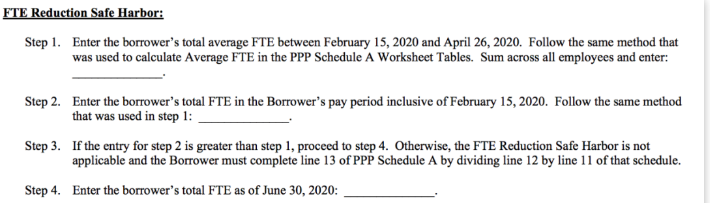 FTE Reduction Safe Harbor:
Step 1. Enter the borrower's total average FTE between February 15, 2020 and April 26, 2020. Follow the same method that
was used to calculate Average FTE in the PPP Schedule A Worksheet Tables. Sum across all employees and enter:
______________.
Step 2. Enter the borrower's total FTE in the Borrower's pay period inclusive of February 15, 2020. Follow the same method
that was used in step 1: ______________.
Step 3. If the entry for step 2 is greater than step 1, proceed to step 4. Otherwise, the FTE Reduction Safe Harbor is not
applicable and the Borrower must complete line 13 of PPP Schedule A by dividing line 12 by line 11 of that schedule.
Step 4. Enter the borrower's total FTE as of June 30, 2020: ______________.